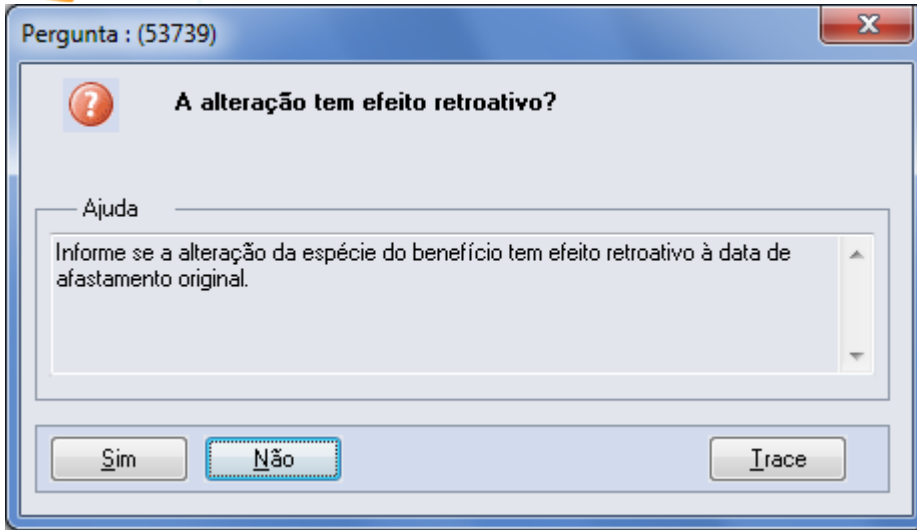 Pergunta : (53739)
A alteração tem efeito retroativo?
Ajuda
Informe se a alteração da espécie do benefício tem efeito retroativo à data de
afastamento original.
Sim
Não
Trace